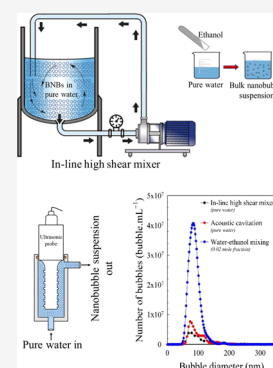 Ethanol
BNBs in
pure water
Pure water
Bulk nanobubble
suspension
In-line high shear mixer
Ultrasonic
probe
Nanobubble suspension
out
Pure water in
Number of bubbles (bubble.mL⁻¹)
5x10⁷
4x10⁷
3x10⁷
2x10⁷
1x10⁷
0
In-line high shear mixer
(pure water)
Acoustic cavitation
(pure water)
Water-ethanol mixing
(0.02 mole fraction)
0 100 200 300
Bubble diameter (nm)